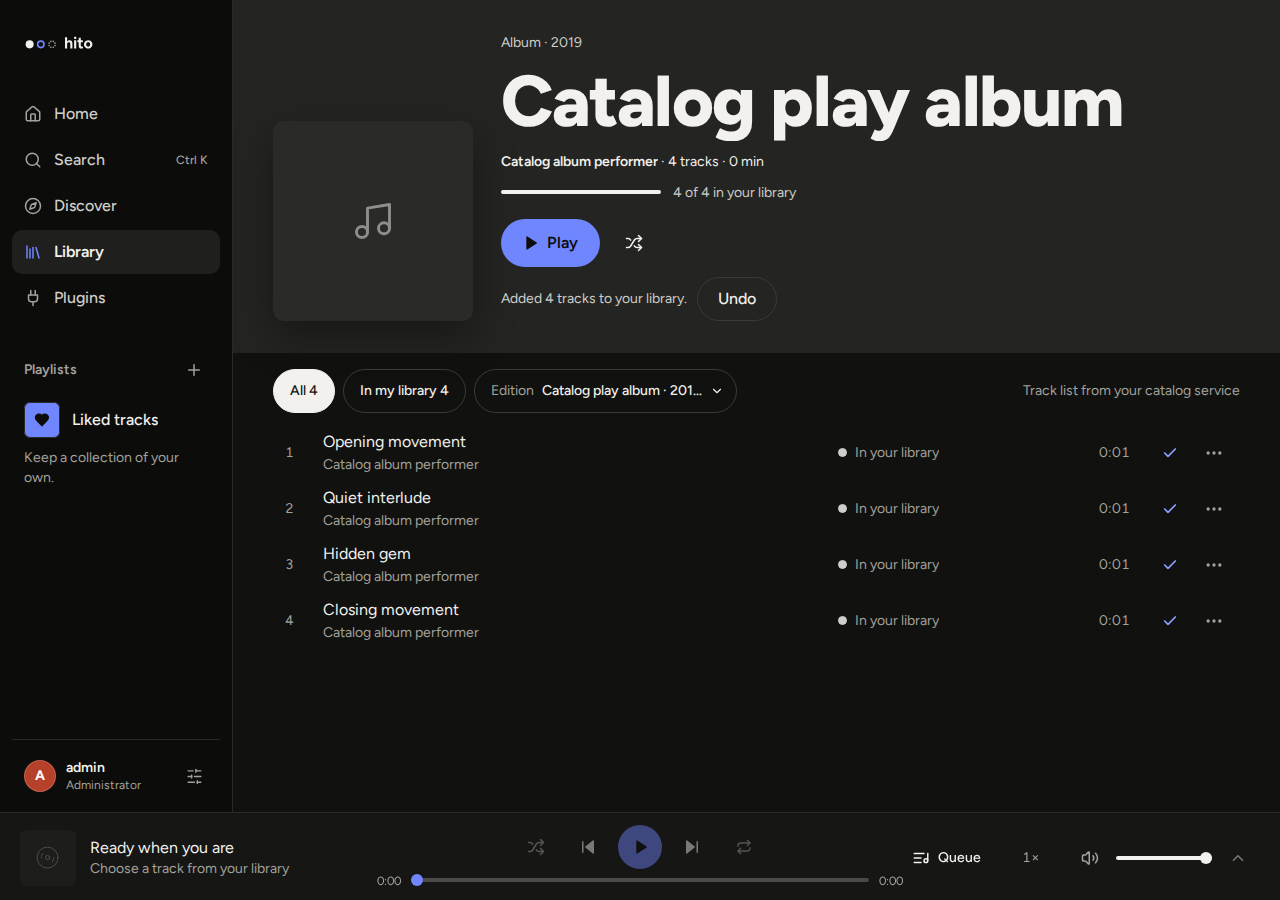 hito
Home
Search Ctrl K
Discover
Library
Plugins
Playlists
Liked tracks
Keep a collection of your
own.
admin
Administrator
Album · 2019
Catalog play album
Catalog album performer · 4 tracks · 0 min
4 of 4 in your library
Play
Added 4 tracks to your library. Undo
All 4 In my library 4 Edition Catalog play album · 201… Track list from your catalog service
1 Opening movement In your library 0:01
Catalog album performer
2 Quiet interlude In your library 0:01
Catalog album performer
3 Hidden gem In your library 0:01
Catalog album performer
4 Closing movement In your library 0:01
Catalog album performer
Ready when you are
Choose a track from your library
0:00 0:00
Queue 1×
A